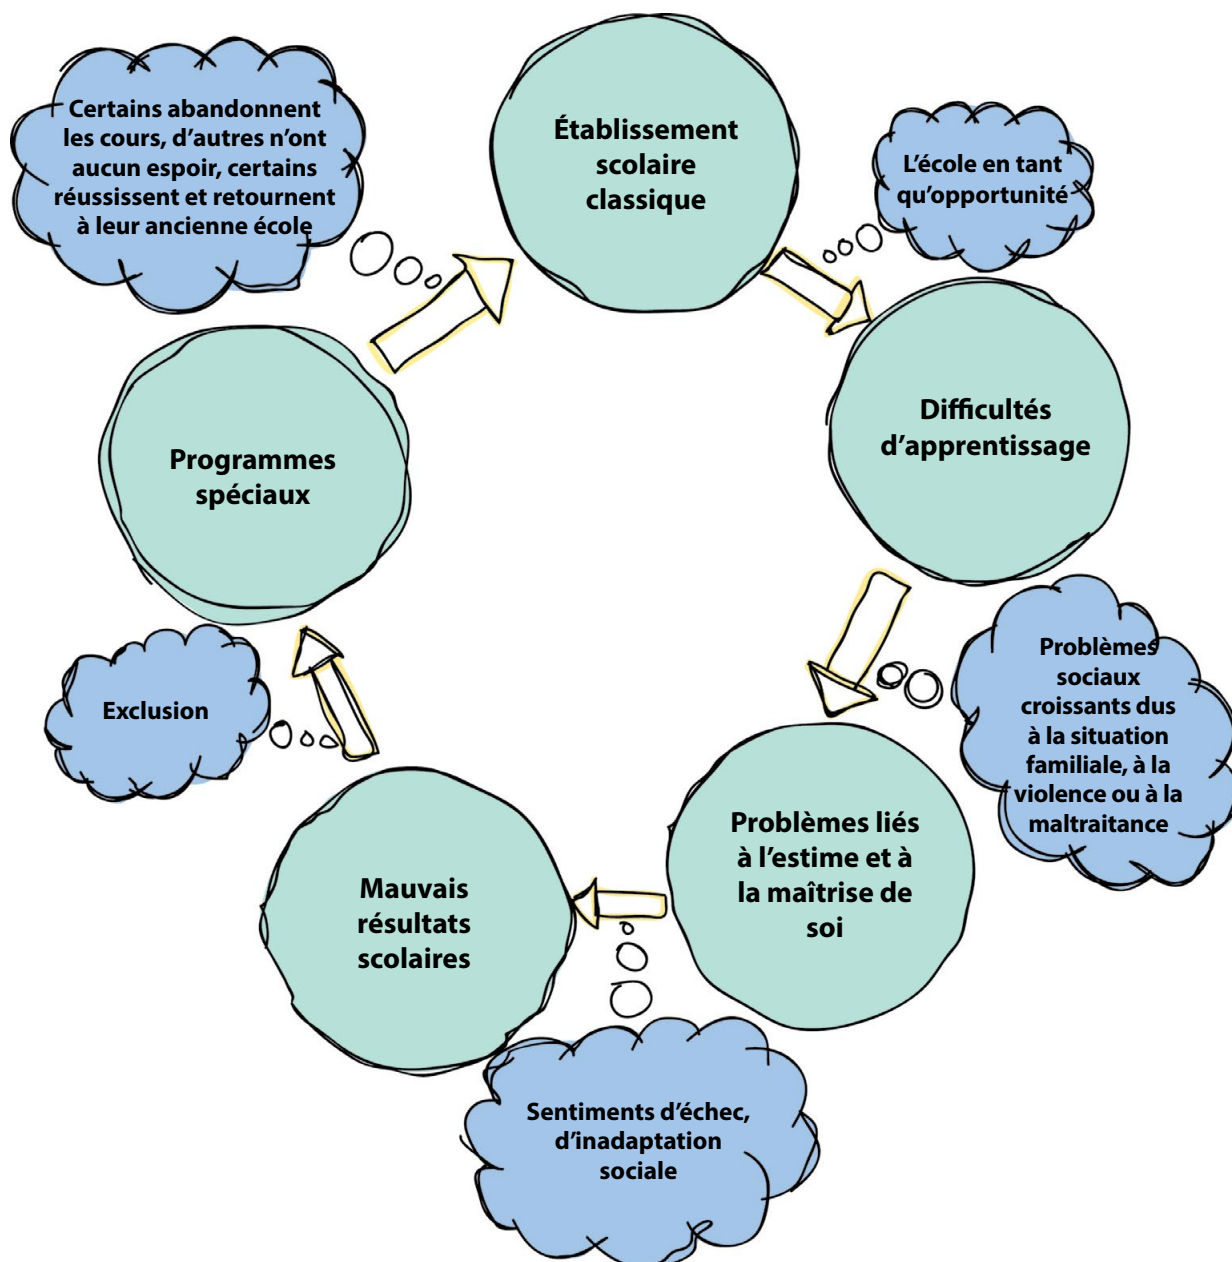 Certains abandonnent
les cours, d’autres n’ont
aucun espoir, certains
réussissent et retournent
à leur ancienne école
Établissement
scolaire
classique
L’école en tant
qu’opportunité
Difficultés
d’apprentissage
Problèmes
sociaux
croissants dus
à la situation
familiale, à la
violence ou à la
maltraitance
Problèmes liés
à l’estime et à
la maîtrise de
soi
Sentiments d’échec,
d’inadaptation
sociale
Mauvais
résultats
scolaires
Exclusion
Programmes
spéciaux